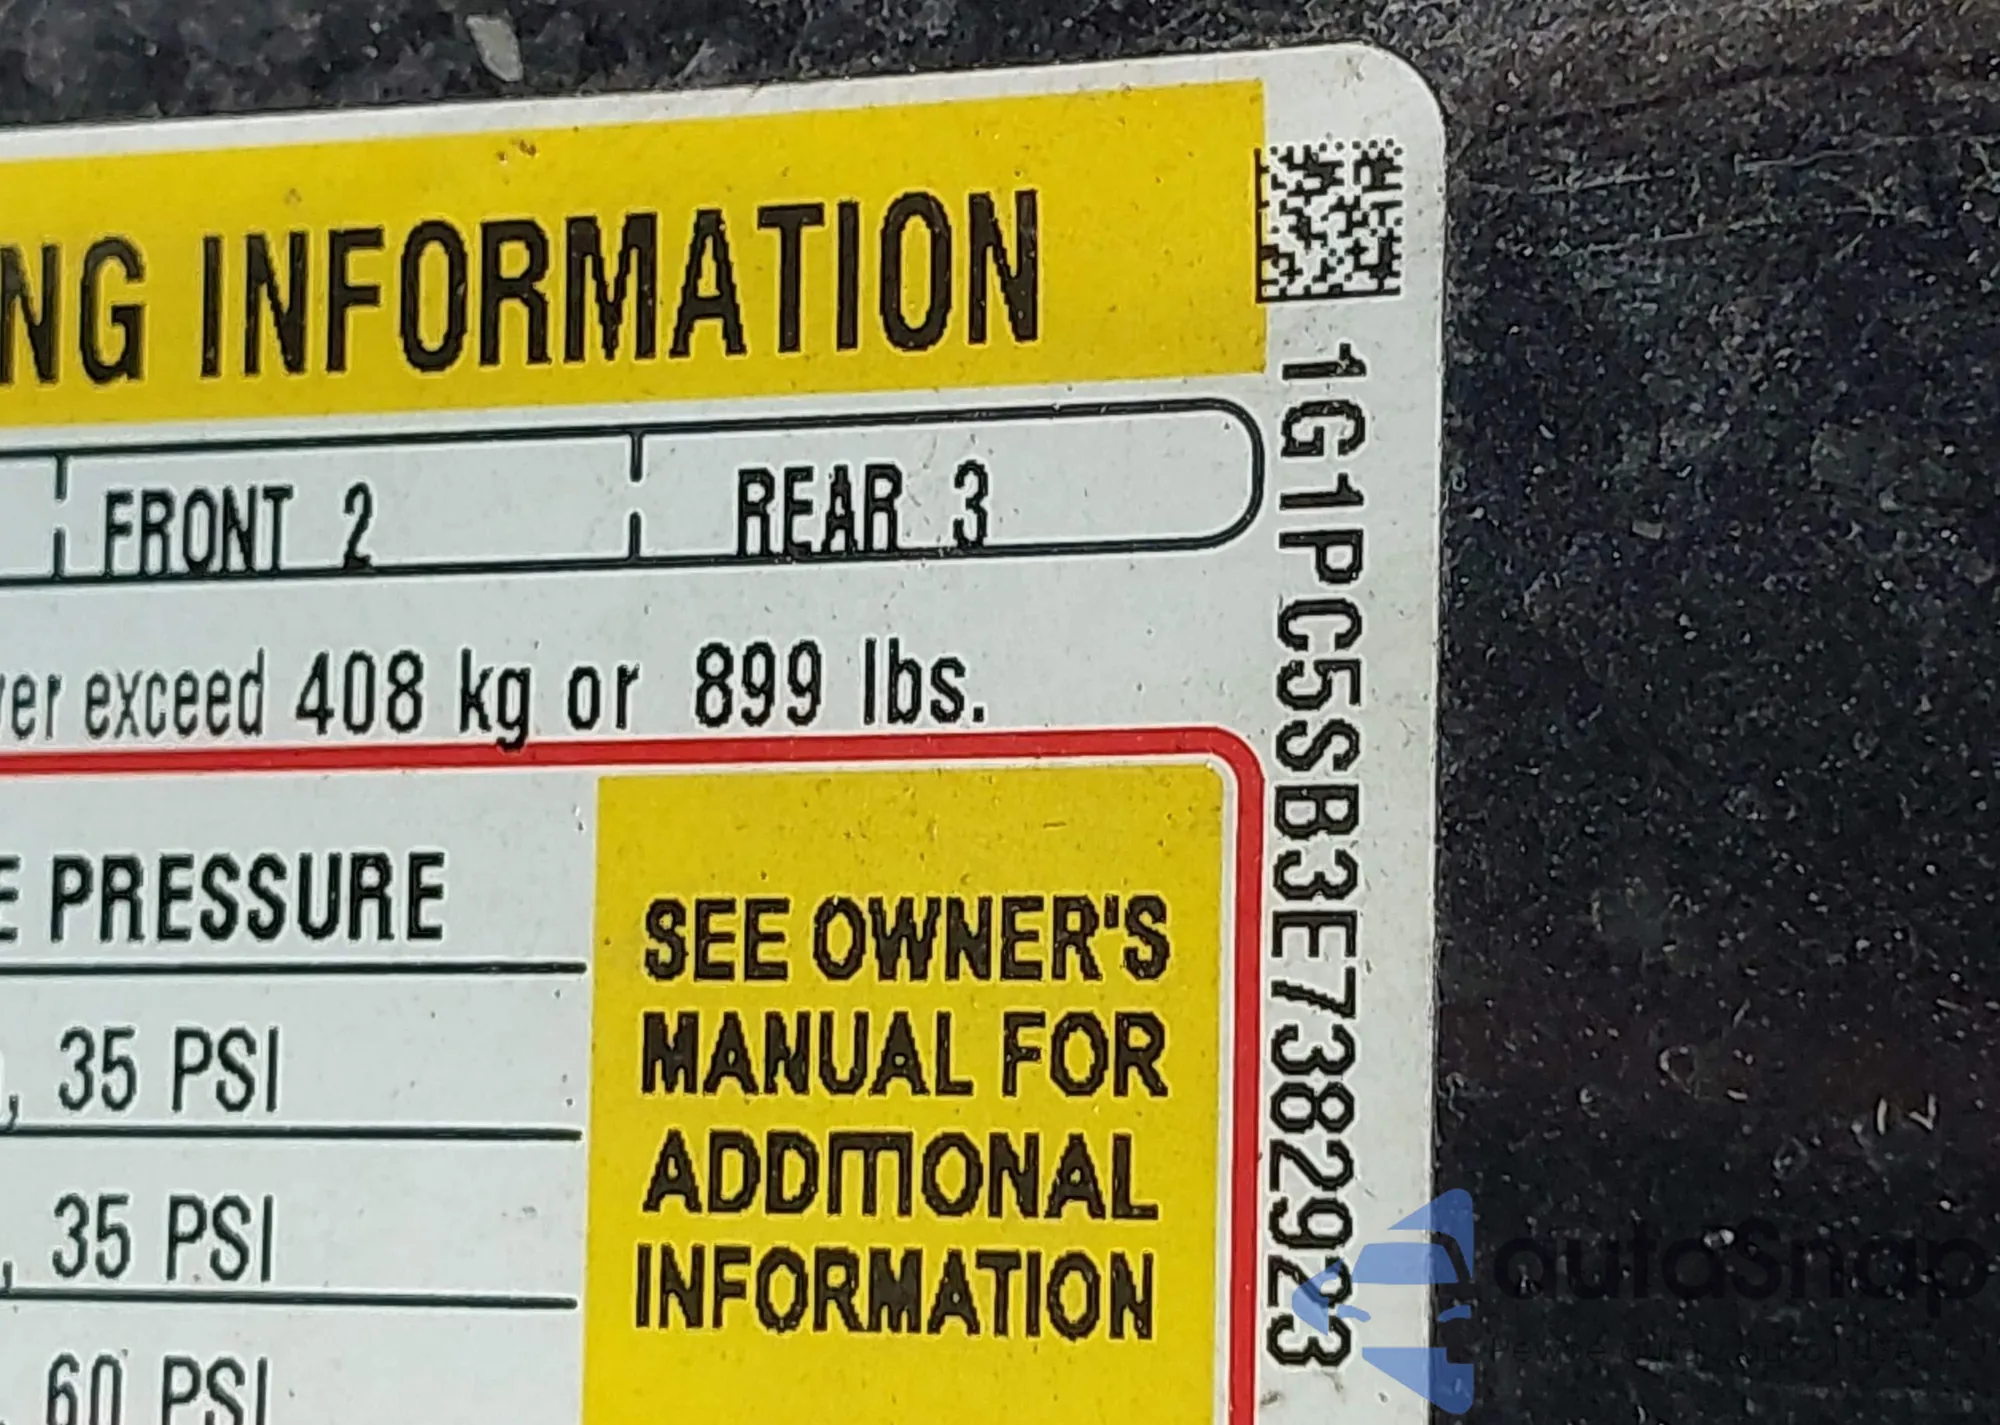 NG INFORMATION
FRONT 2 REAR 3
ver exceed 408 kg or 899 lbs.
E PRESSURE
, 35 PSI
, 35 PSI
60 PSI
SEE OWNER'S
MANUAL FOR
ADDITIONAL
INFORMATION
1G1PC5SB3E7382923
autoSnap